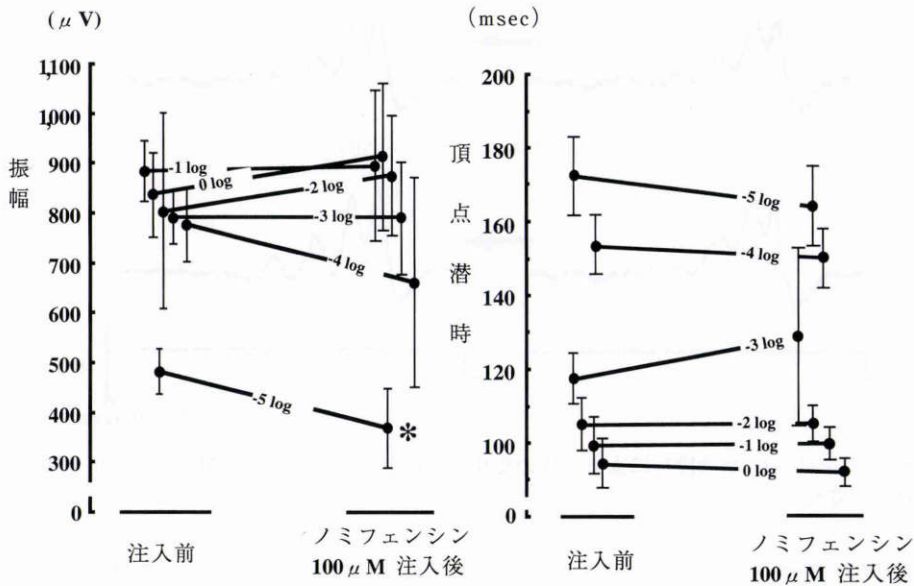 (μ V)
1,100
1,000
900
800
700
600
500
400
300
0
振幅
-1 log
0 log
-2 log
-3 log
-4 log
-5 log
*
注入前
ノミフェンシン
100 μ M 注入後
(msec)
200
180
160
140
120
100
0
頂点潜時
-5 log
-4 log
-3 log
-2 log
-1 log
0 log
注入前
ノミフェンシン
100 μ M 注入後